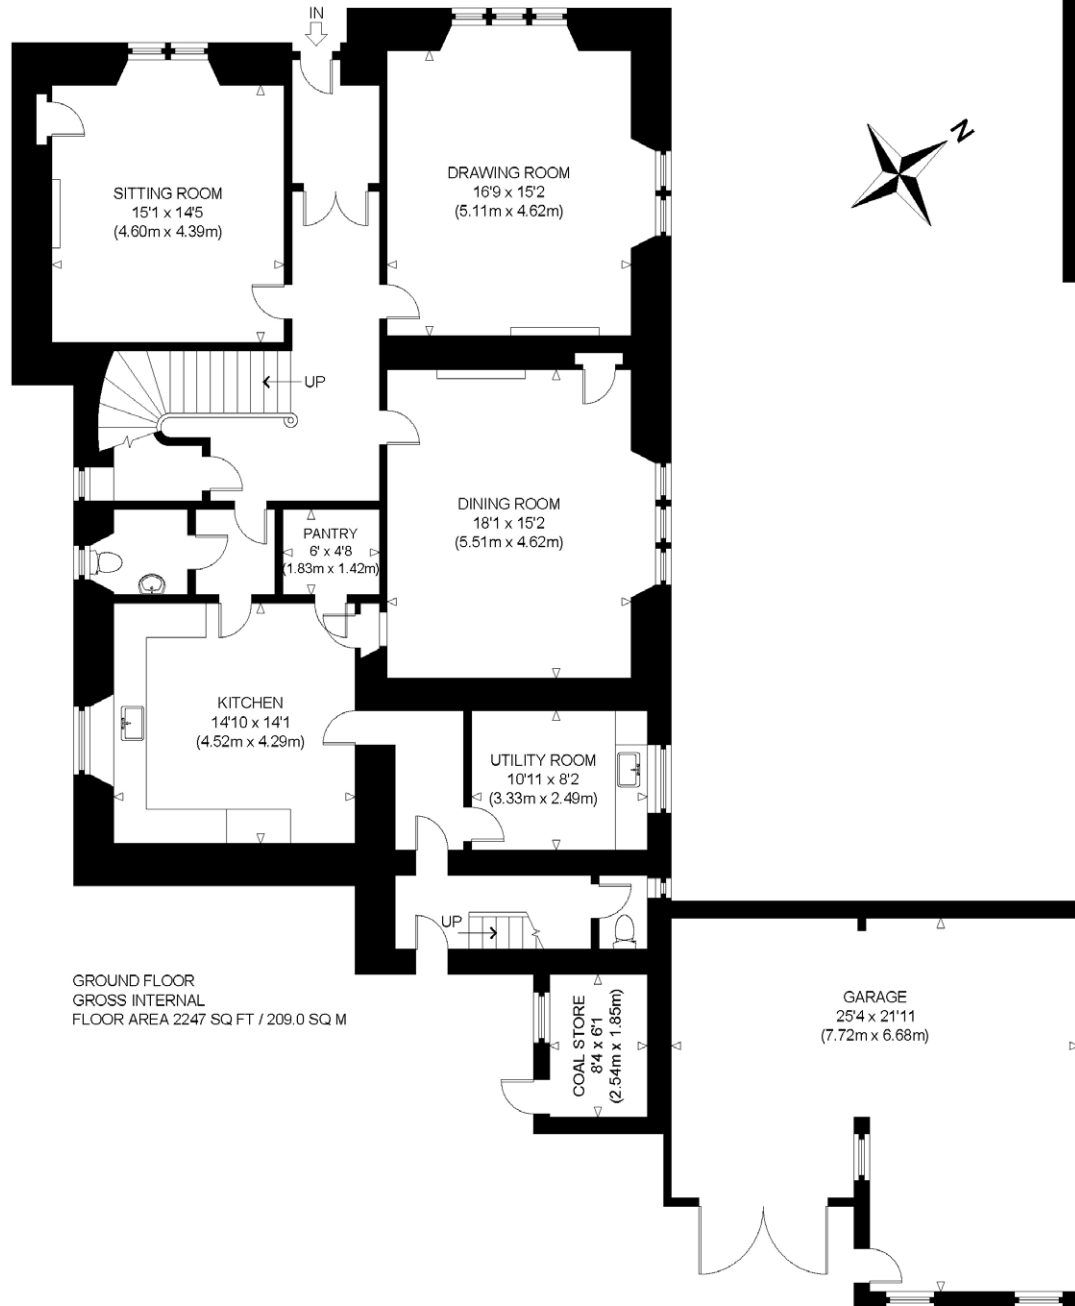 IN
N
SITTING ROOM
15'1 x 14'5
(4.60m x 4.39m)
DRAWING ROOM
16'9 x 15'2
(5.11m x 4.62m)
UP
DINING ROOM
18'1 x 15'2
(5.51m x 4.62m)
PANTRY
6' x 4'8
(1.83m x 1.42m)
KITCHEN
14'10 x 14'1
(4.52m x 4.29m)
UTILITY ROOM
10'11 x 8'2
(3.33m x 2.49m)
UP
GROUND FLOOR
GROSS INTERNAL
FLOOR AREA 2247 SQ FT / 209.0 SQ M
COAL STORE
8'4 x 6'1
(2.54m x 1.85m)
GARAGE
25'4 x 21'11
(7.72m x 6.68m)